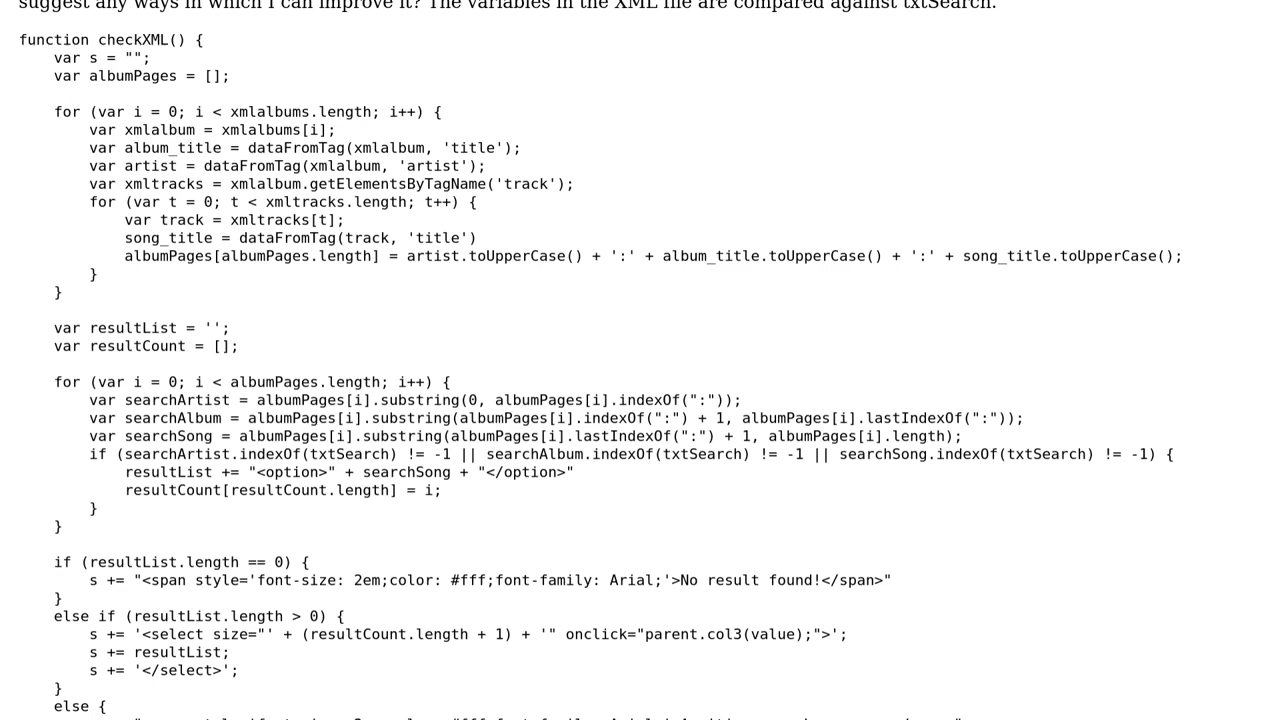 suggest any ways in which I can improve it? The variables in the XML file are compared against txtSearch.
function checkXML() {
    var s = "";
    var albumPages = [];

    for (var i = 0; i < xmlalbums.length; i++) {
        var xmlalbum = xmlalbums[i];
        var album_title = dataFromTag(xmlalbum, 'title');
        var artist = dataFromTag(xmlalbum, 'artist');
        var xmltracks = xmlalbum.getElementsByTagName('track');
        for (var t = 0; t < xmltracks.length; t++) {
            var track = xmltracks[t];
            song_title = dataFromTag(track, 'title')
            albumPages[albumPages.length] = artist.toUpperCase() + ':' + album_title.toUpperCase() + ':' + song_title.toUpperCase();
        }
    }

    var resultList = '';
    var resultCount = [];

    for (var i = 0; i < albumPages.length; i++) {
        var searchArtist = albumPages[i].substring(0, albumPages[i].indexOf(":"));
        var searchAlbum = albumPages[i].substring(albumPages[i].indexOf(":") + 1, albumPages[i].lastIndexOf(":"));
        var searchSong = albumPages[i].substring(albumPages[i].lastIndexOf(":") + 1, albumPages[i].length);
        if (searchArtist.indexOf(txtSearch) != -1 || searchAlbum.indexOf(txtSearch) != -1 || searchSong.indexOf(txtSearch) != -1) {
            resultList += "<option>" + searchSong + "</option>"
            resultCount[resultCount.length] = i;
        }
    }

    if (resultList.length == 0) {
        s += "<span style='font-size: 2em;color: #fff;font-family: Arial;'>No result found!</span>"
    }
    else if (resultList.length > 0) {
        s += '<select size="' + (resultCount.length + 1) + '" onclick="parent.col3(value);">';
        s += resultList;
        s += '</select>';
    }
    else {